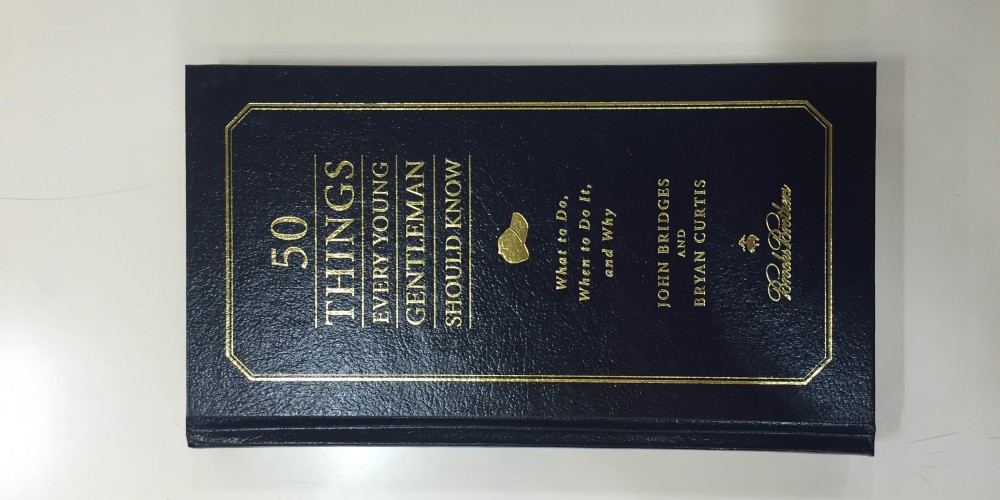 50
THINGS
EVERY YOUNG
GENTLEMAN
SHOULD KNOW
What to Do,
When to Do It,
and Why
JOHN BRIDGES
AND
BRYAN CURTIS
Brooks Brothers